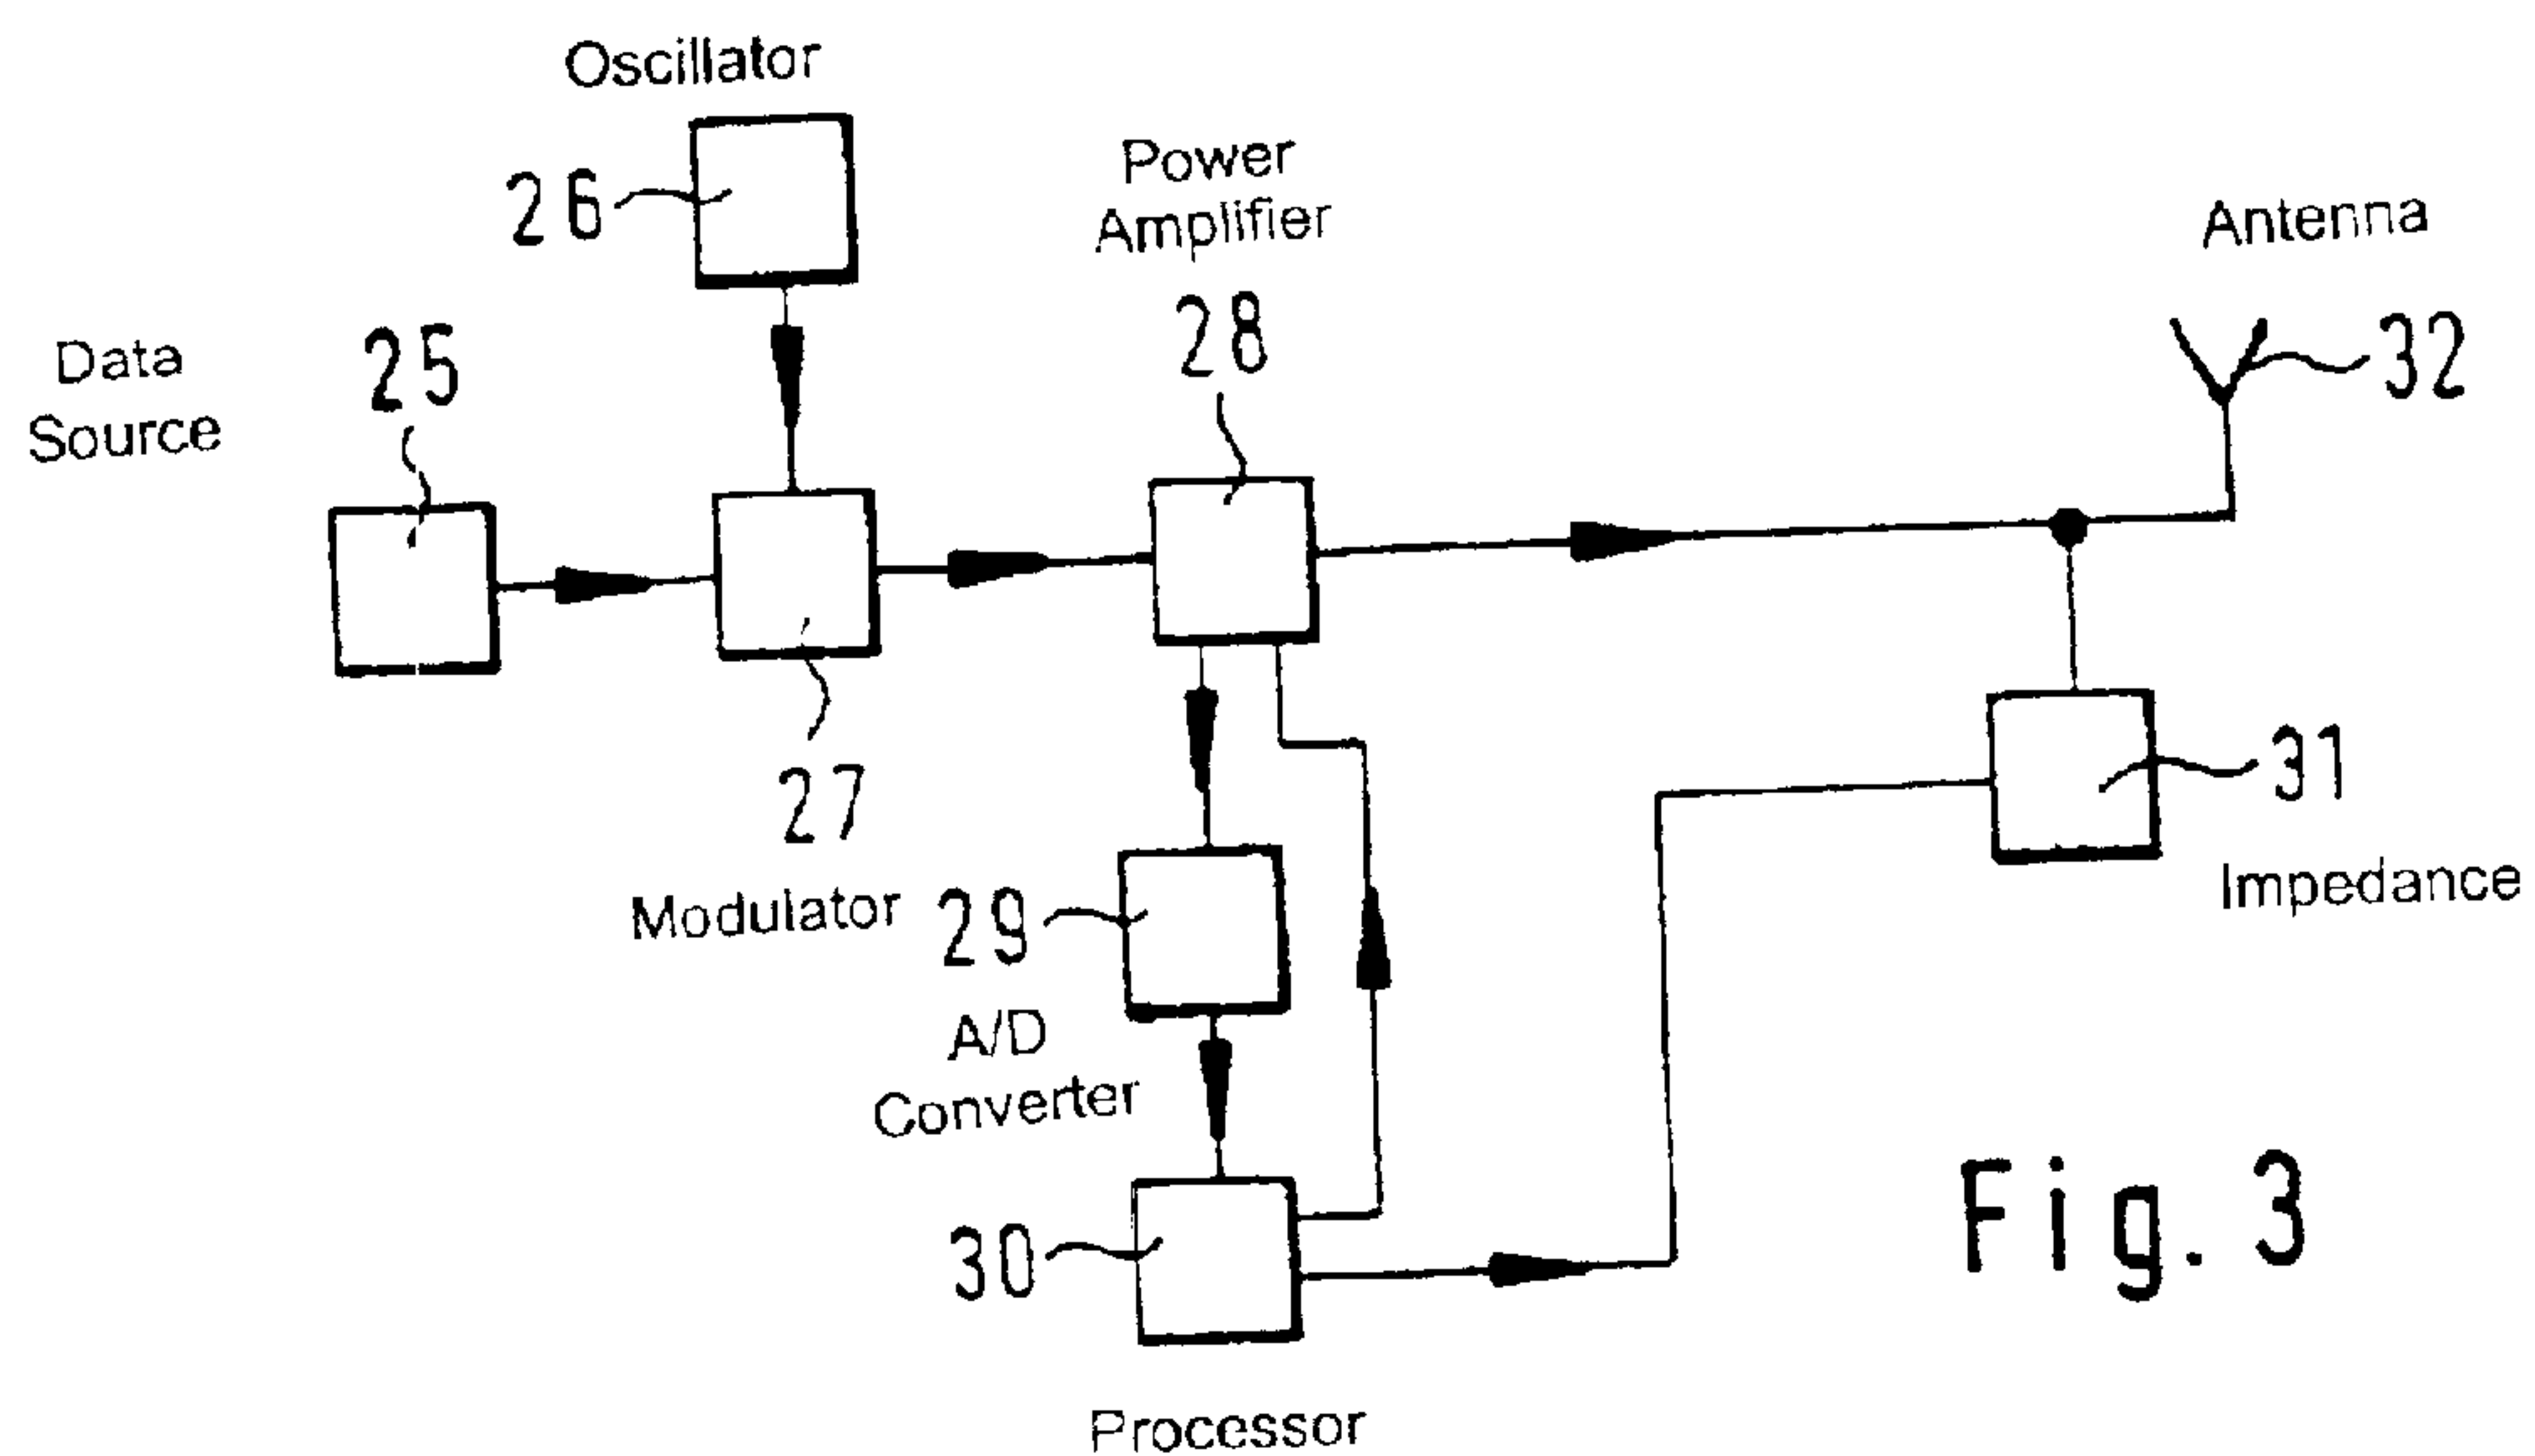 Oscillator
26
Power
Amplifier
28
Antenna
32
Data
Source
25
27
Modulator
31
Impedance
29
A/D
Converter
30
Processor
Fig. 3